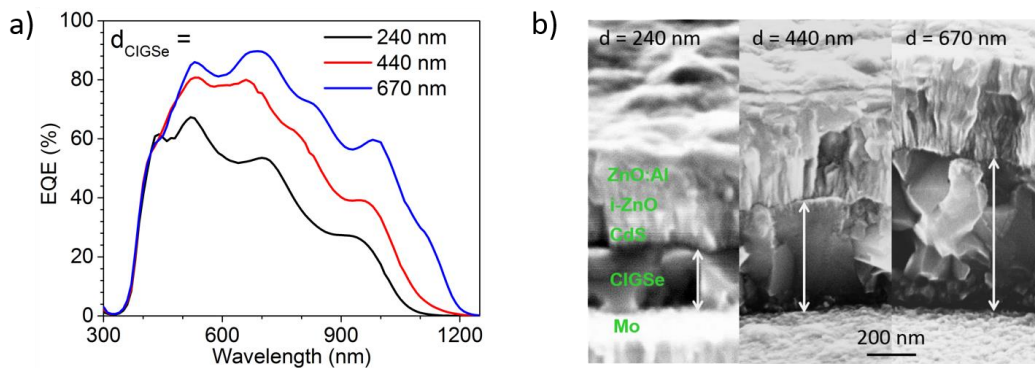 a)
d_CIGSe =
240 nm
440 nm
670 nm
EQE (%)
100
80
60
40
20
0
300 600 900 1200
Wavelength (nm)
b)
d = 240 nm d = 440 nm d = 670 nm
ZnO:Al
i-ZnO
CdS
CIGSe
Mo
200 nm